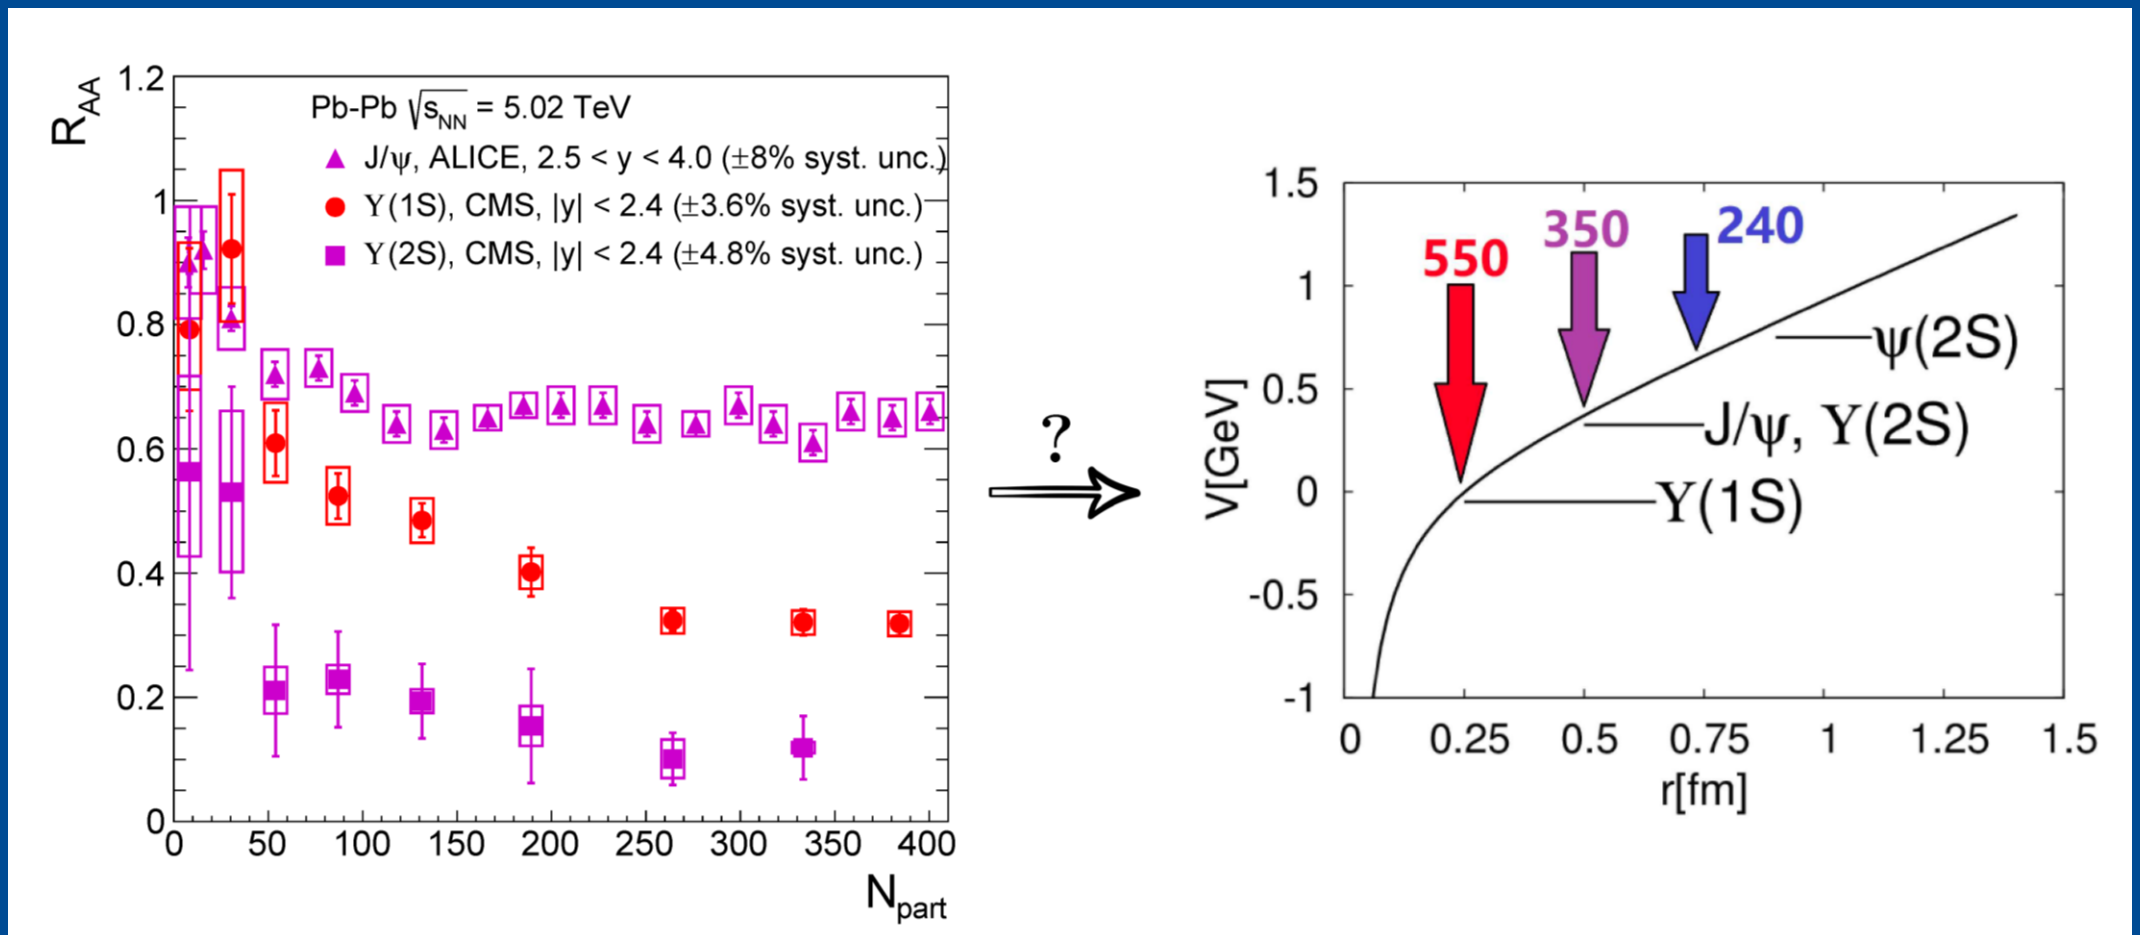 R_AA
1.2
1
0.8
0.6
0.4
0.2
0
Pb-Pb √s_NN = 5.02 TeV
J/ψ, ALICE, 2.5 < y < 4.0 (±8% syst. unc.)
ϒ(1S), CMS, |y| < 2.4 (±3.6% syst. unc.)
ϒ(2S), CMS, |y| < 2.4 (±4.8% syst. unc.)
0 50 100 150 200 250 300 350 400
N_part
?
V[GeV]
1.5
1
0.5
0
-0.5
-1
550
350
240
ψ(2S)
J/ψ, ϒ(2S)
ϒ(1S)
0 0.25 0.5 0.75 1 1.25 1.5
r[fm]